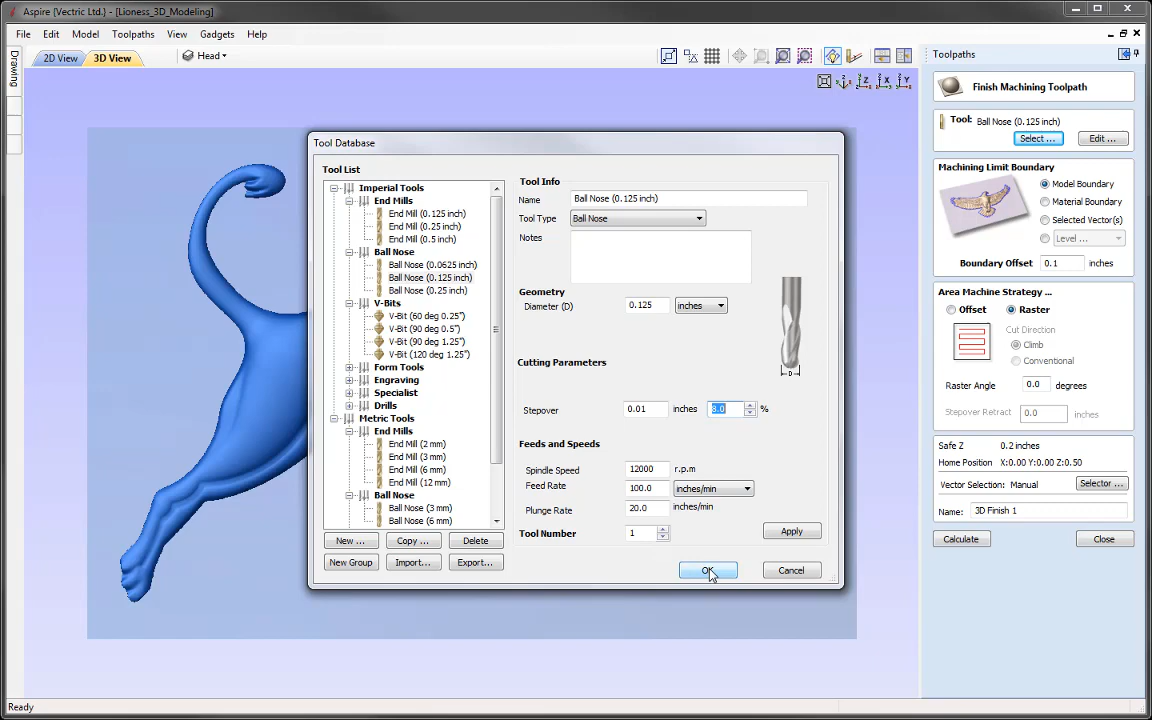 Aspire {Vectric Ltd.} - [Lioness_3D_Modeling]
File Edit Model Toolpaths View Gadgets Help
Drawing
2D View 3D View Head
Toolpaths
Finish Machining Toolpath
Tool: Ball Nose (0.125 inch)
Select ... Edit ...
Machining Limit Boundary
Model Boundary
Material Boundary
Selected Vector(s)
Level ...
Boundary Offset 0.1 inches
Area Machine Strategy ...
Offset Raster
Cut Direction
Climb
Conventional
Raster Angle 0.0 degrees
Stepover Retract 0.0 inches
Safe Z 0.2 inches
Home Position X:0.00 Y:0.00 Z:0.50
Vector Selection: Manual Selector ...
Name: 3D Finish 1
Calculate Close
Tool Database
Tool List
Imperial Tools
End Mills
End Mill (0.125 inch)
End Mill (0.25 inch)
End Mill (0.5 inch)
Ball Nose
Ball Nose (0.0625 inch)
Ball Nose (0.125 inch)
Ball Nose (0.25 inch)
V-Bits
V-Bit (60 deg 0.25")
V-Bit (90 deg 0.5")
V-Bit (90 deg 1.25")
V-Bit (120 deg 1.25")
Form Tools
Engraving
Specialist
Drills
Metric Tools
End Mills
End Mill (2 mm)
End Mill (3 mm)
End Mill (6 mm)
End Mill (12 mm)
Ball Nose
Ball Nose (3 mm)
Ball Nose (6 mm)
New ... Copy ... Delete
New Group Import... Export...
Tool Info
Name Ball Nose (0.125 inch)
Tool Type Ball Nose
Notes
Geometry
Diameter (D) 0.125 inches
D
Cutting Parameters
Stepover 0.01 inches 8.0 %
Feeds and Speeds
Spindle Speed 12000 r.p.m
Feed Rate 100.0 inches/min
Plunge Rate 20.0 inches/min
Tool Number 1
Apply
OK Cancel
Z X Y
Ready